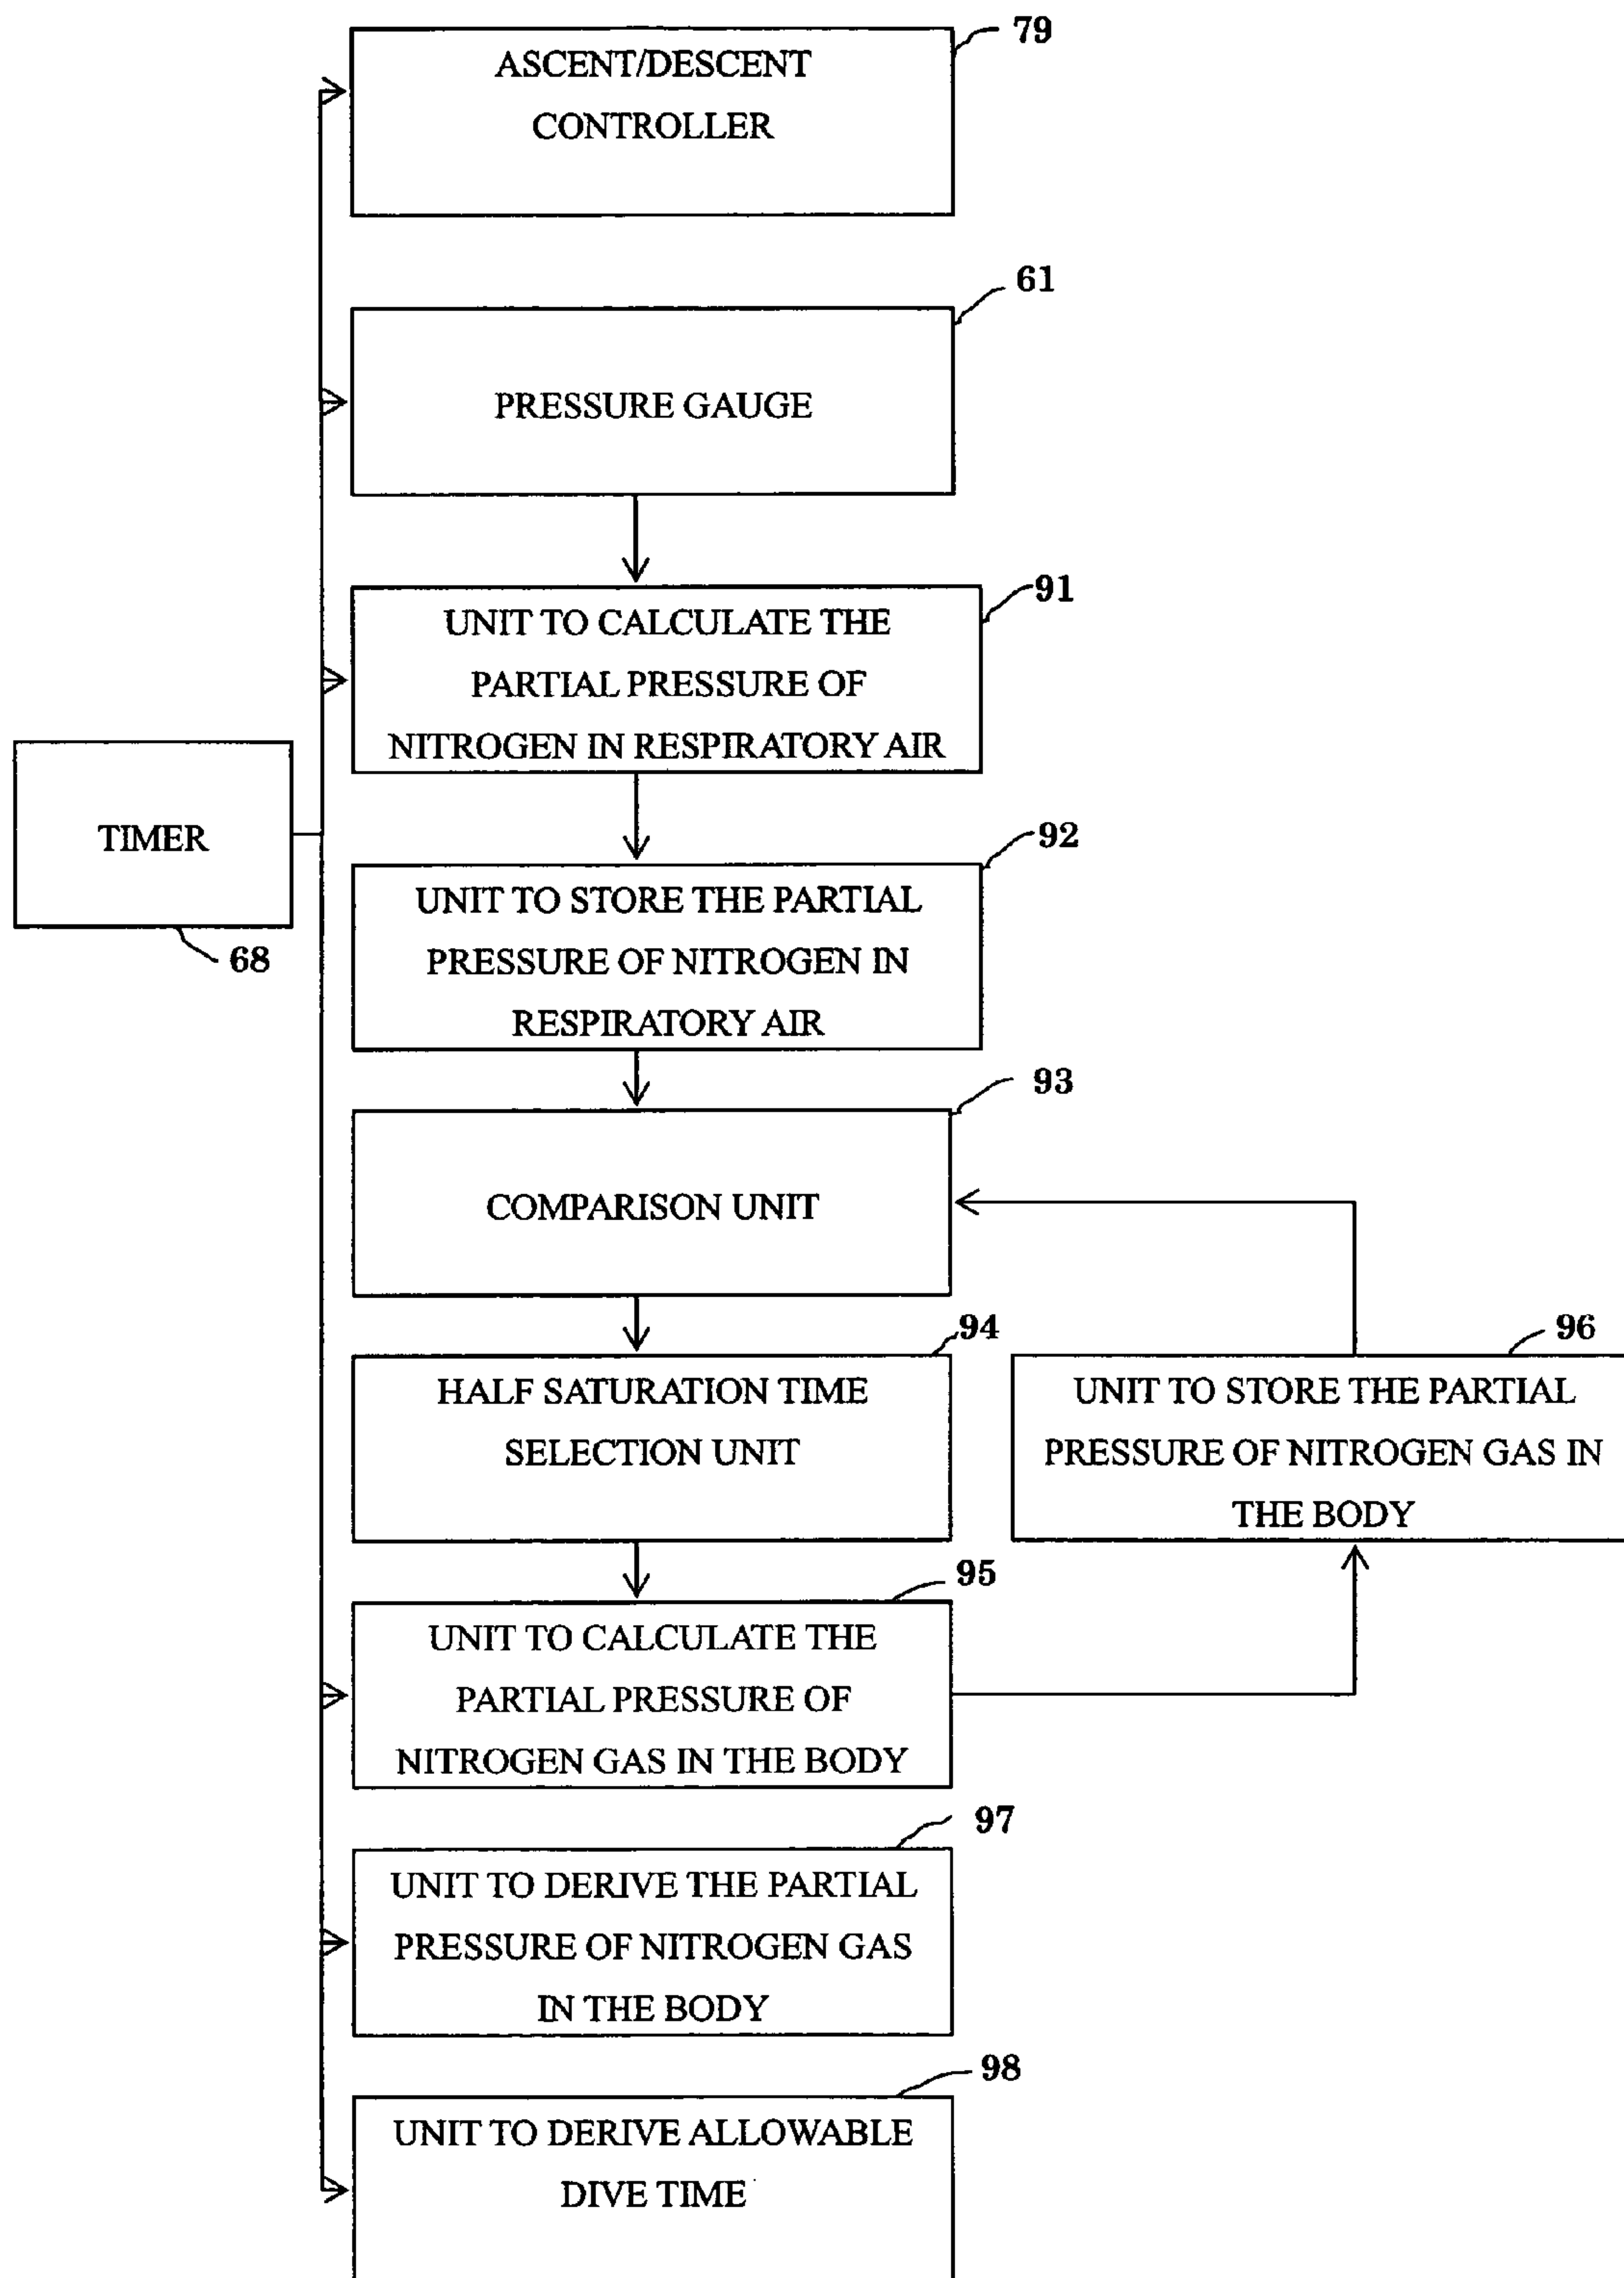 79
ASCENT/DESCENT
CONTROLLER
61
PRESSURE GAUGE
91
UNIT TO CALCULATE THE
PARTIAL PRESSURE OF
NITROGEN IN RESPIRATORY AIR
TIMER
68
92
UNIT TO STORE THE PARTIAL
PRESSURE OF NITROGEN IN
RESPIRATORY AIR
93
COMPARISON UNIT
94
HALF SATURATION TIME
SELECTION UNIT
96
UNIT TO STORE THE PARTIAL
PRESSURE OF NITROGEN GAS IN
THE BODY
95
UNIT TO CALCULATE THE
PARTIAL PRESSURE OF
NITROGEN GAS IN THE BODY
97
UNIT TO DERIVE THE PARTIAL
PRESSURE OF NITROGEN GAS
IN THE BODY
98
UNIT TO DERIVE ALLOWABLE
DIVE TIME